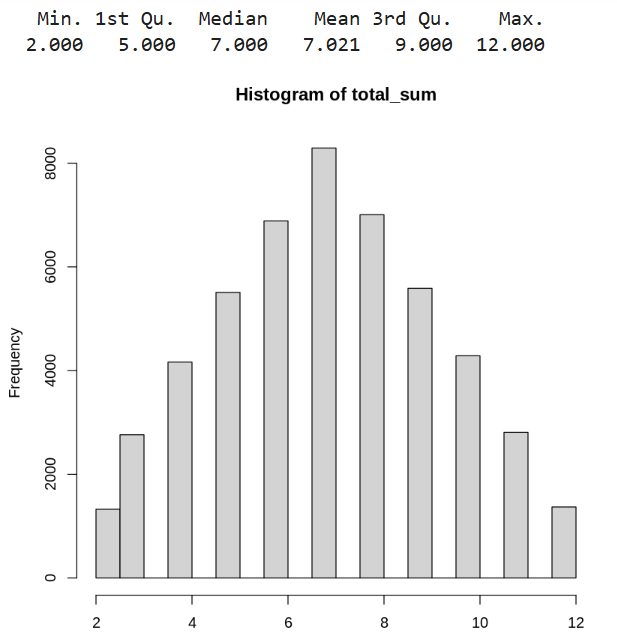 Min. 1st Qu. Median Mean 3rd Qu. Max.
2.000 5.000 7.000 7.021 9.000 12.000
Histogram of total_sum
8000
6000
4000
2000
0
Frequency
2 4 6 8 10 12